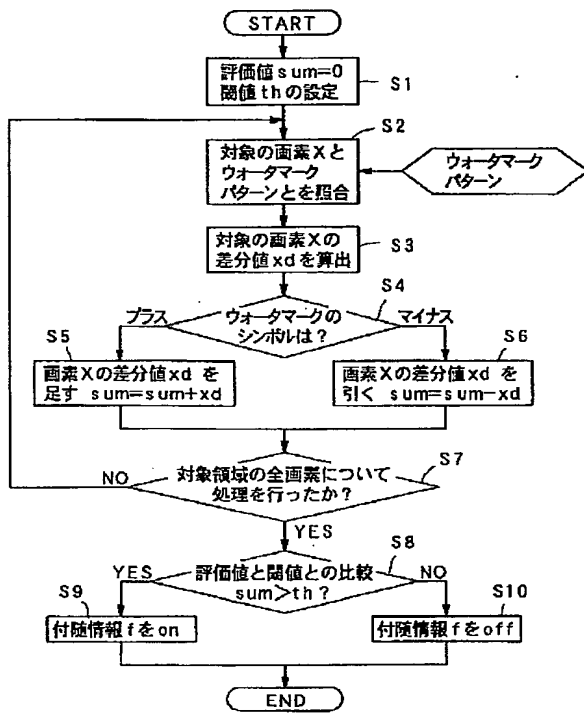 START
評価値sum=0
閾値thの設定
S1
S2
対象の画素Xと
ウォータマーク
パターンとを照合
ウォータマーク
パターン
対象の画素Xの
差分値xdを算出
S3
S4
ウォータマークの
シンボルは?
プラス
マイナス
S5
画素Xの差分値xd を
足す sum=sum+xd
S6
画素Xの差分値xd を
引く sum=sum-xd
S7
対象領域の全画素について
処理を行ったか?
NO
YES
S8
評価値と閾値との比較
sum>th?
YES
NO
S9
付随情報fをon
S10
付随情報fをoff
END